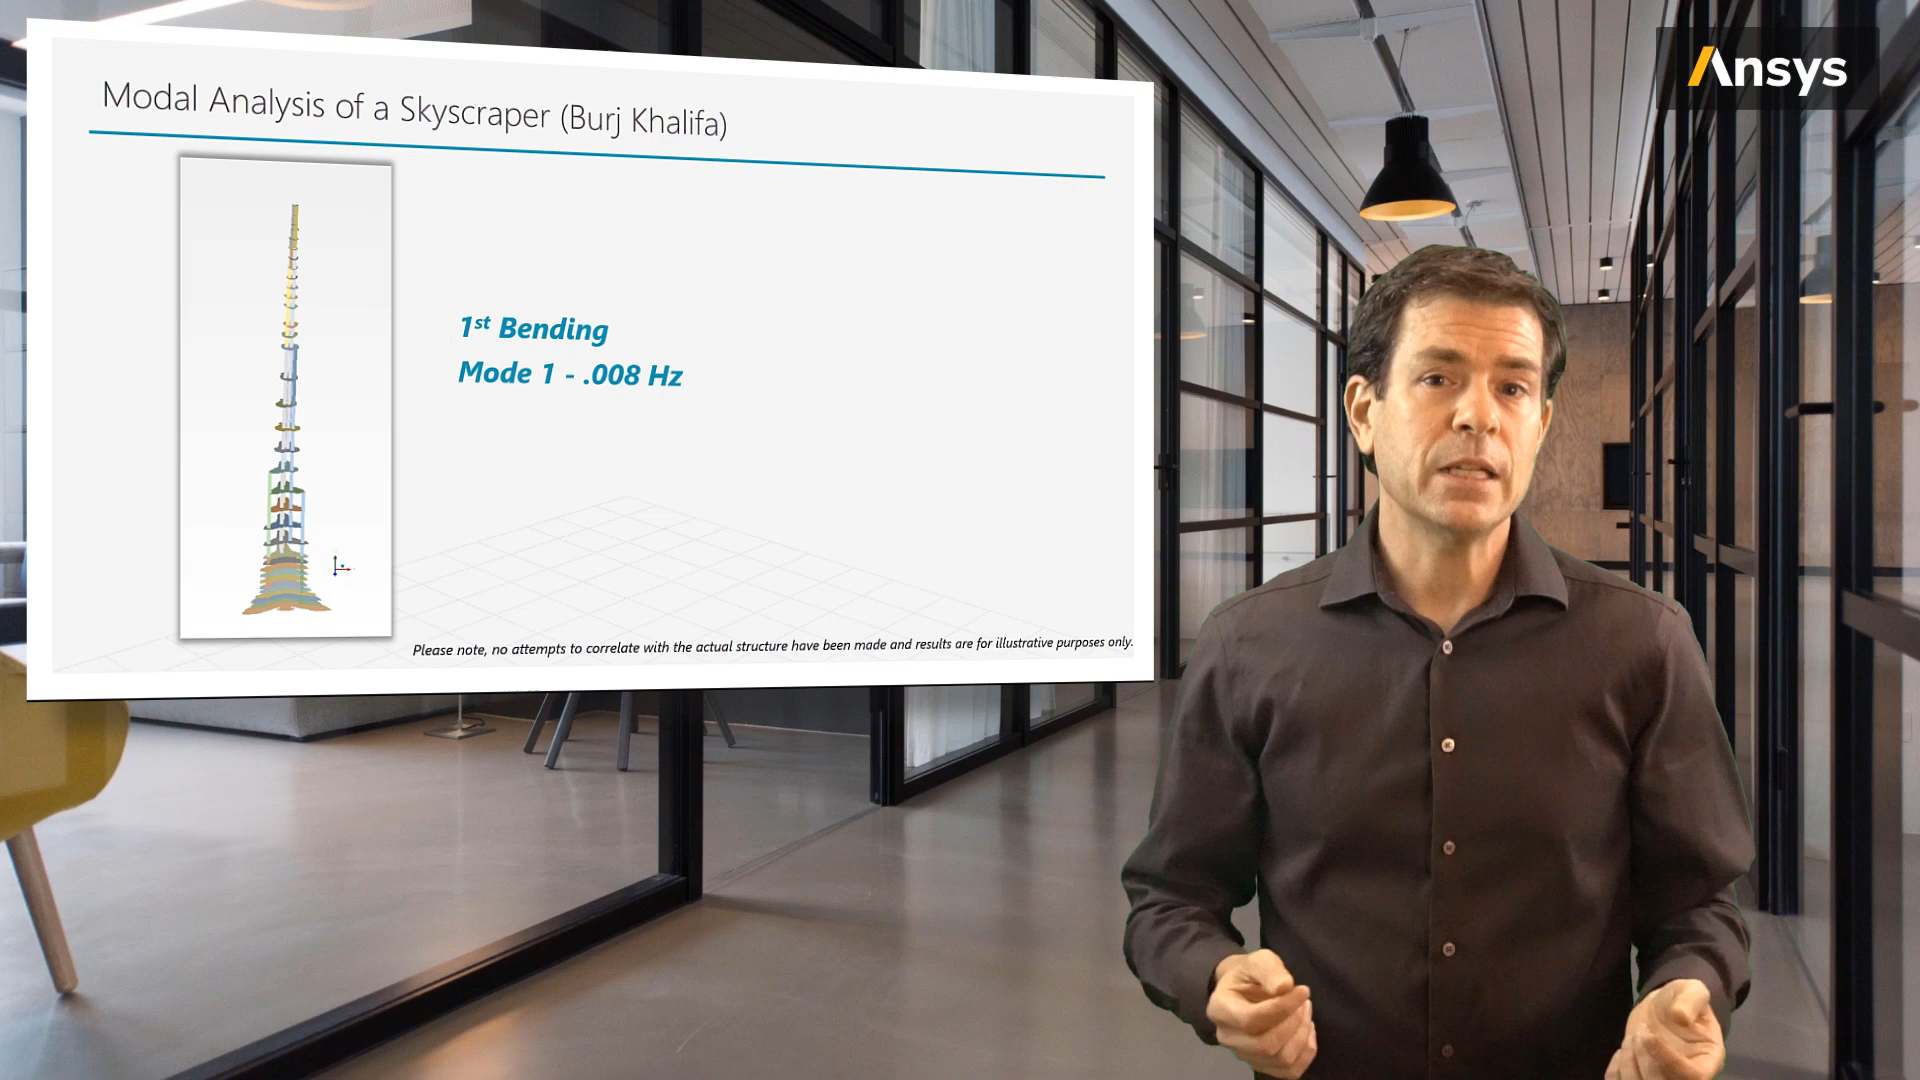 Modal Analysis of a Skyscraper (Burj Khalifa)
Ansys
1st Bending
Mode 1 - .008 Hz
Please note, no attempts to correlate with the actual structure have been made and results are for illustrative purposes only.